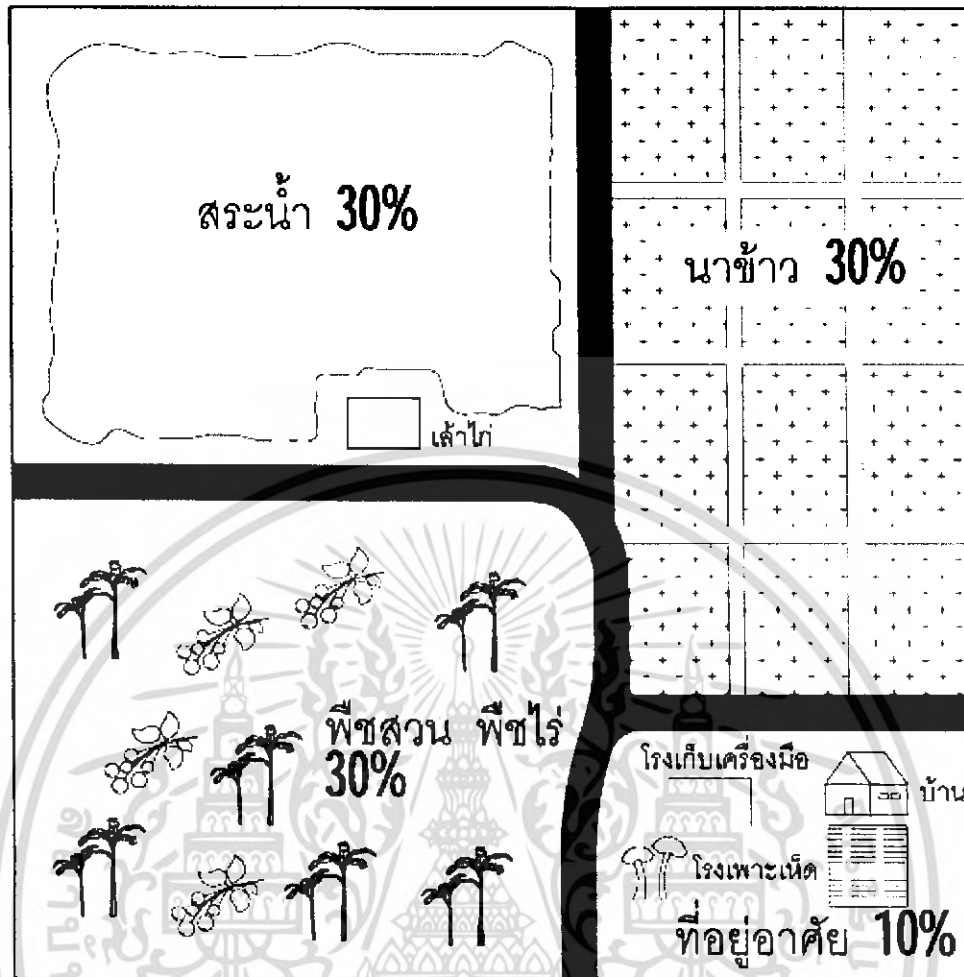 สระน้ำ 30%
นาข้าว 30%
เล้าไก่
พืชสวน พืชไร่
30%
โรงเก็บเครื่องมือ
บ้าน
โรงเพาะเห็ด
ที่อยู่อาศัย 10%